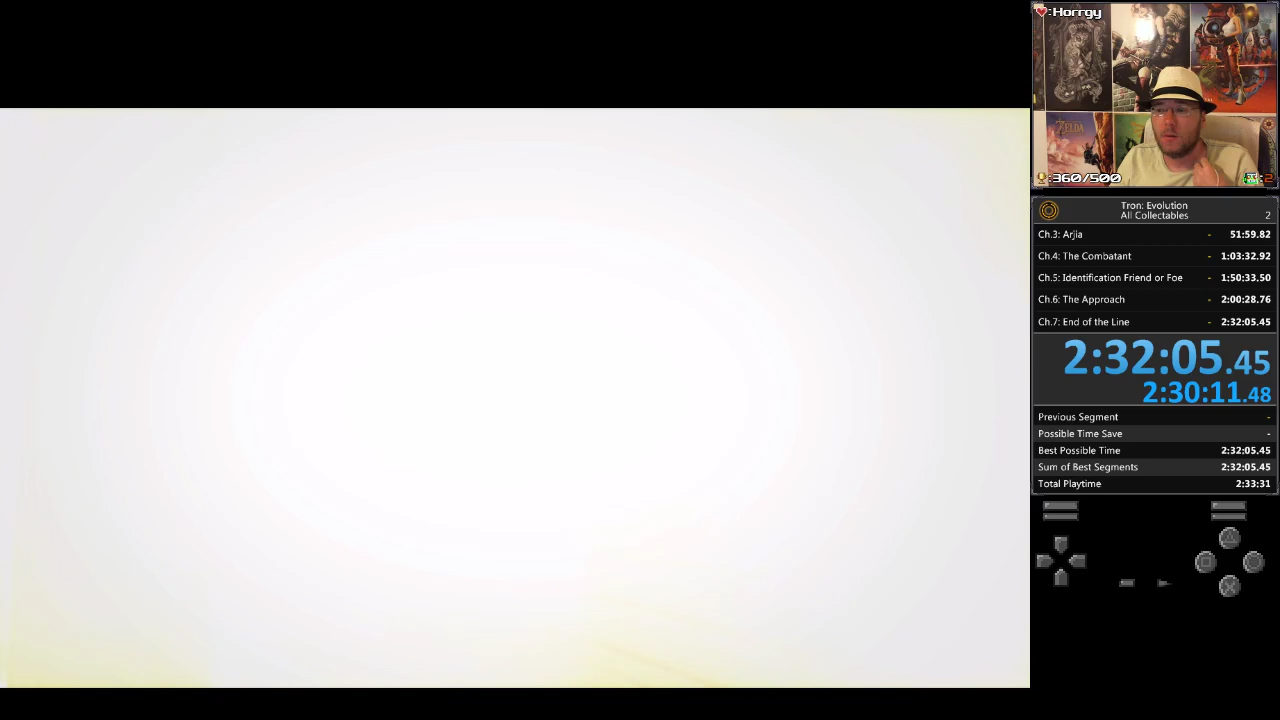 :Horrgy
ZELDA
:360/500
:2
Tron: Evolution
All Collectables 2
Ch.3: Arjia - 51:59.82
Ch.4: The Combatant - 1:03:32.92
Ch.5: Identification Friend or Foe - 1:50:33.50
Ch.6: The Approach - 2:00:28.76
Ch.7: End of the Line - 2:32:05.45
2:32:05.45
2:30:11.48
Previous Segment -
Possible Time Save -
Best Possible Time 2:32:05.45
Sum of Best Segments 2:32:05.45
Total Playtime 2:33:31